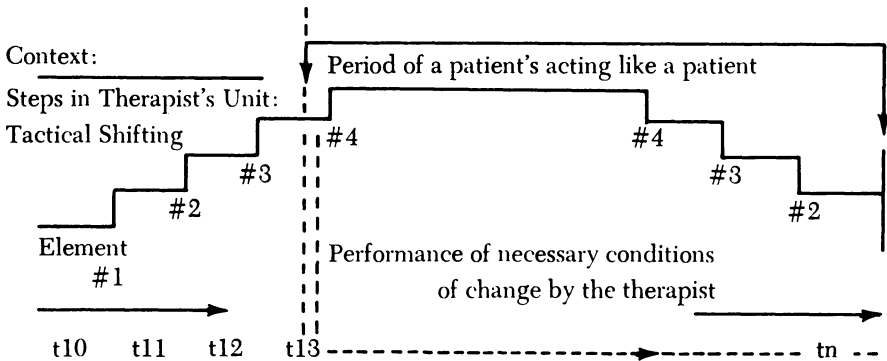 Context:
Period of a patient's acting like a patient
Steps in Therapist's Unit:
Tactical Shifting
#4
#4
#3
#3
#2
#2
Element
#1
Performance of necessary conditions
of change by the therapist
t10 t11 t12 t13 tn